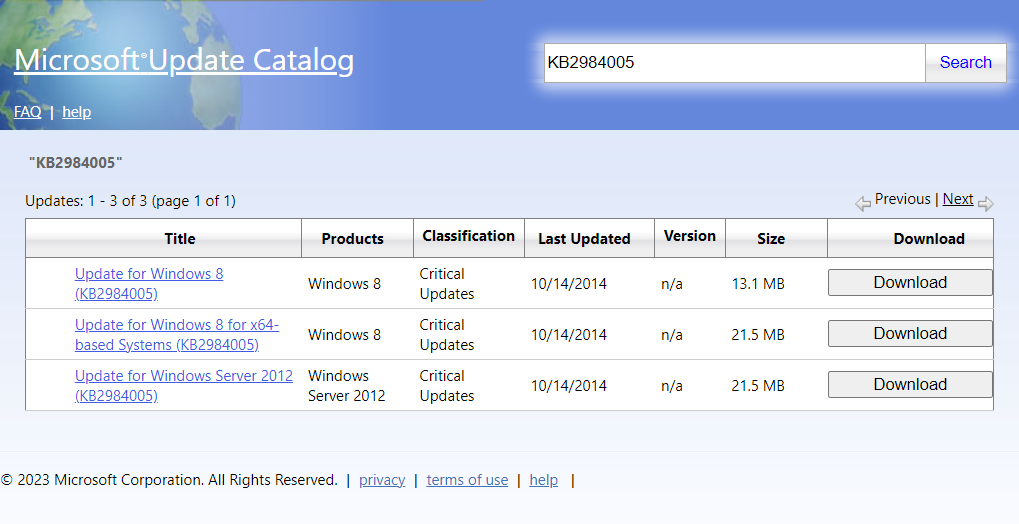 Microsoft®Update Catalog
KB2984005
Search
FAQ | help
"KB2984005"
Updates: 1 - 3 of 3 (page 1 of 1)
Previous | Next
Title Products Classification Last Updated Version Size Download
Update for Windows 8 (KB2984005) Windows 8 Critical Updates 10/14/2014 n/a 13.1 MB Download
Update for Windows 8 for x64-based Systems (KB2984005) Windows 8 Critical Updates 10/14/2014 n/a 21.5 MB Download
Update for Windows Server 2012 (KB2984005) Windows Server 2012 Critical Updates 10/14/2014 n/a 21.5 MB Download
© 2023 Microsoft Corporation. All Rights Reserved. | privacy | terms of use | help |